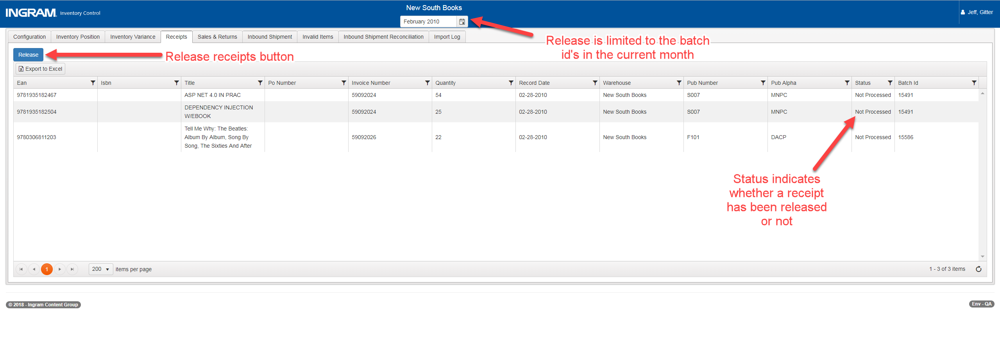 New South Books
INGRAM Inventory Control
Jeff, Gitter
February 2010
Configuration Inventory Position Inventory Variance Receipts Sales & Returns Inbound Shipment Invalid Items Inbound Shipment Reconciliation Import Log
Release is limited to the batch
id's in the current month
Release
Release receipts button
Export to Excel
Ean Isbn Title Po Number Invoice Number Quantity Record Date Warehouse Pub Number Pub Alpha Status Batch Id
9781935182467 ASP NET 4.0 IN PRAC 59092024 54 02-28-2010 New South Books S007 MNPC Not Processed 15491
DEPENDENCY INJECTION
W/EBOOK
9781935182504 59092024 25 02-28-2010 New South Books S007 MNPC Not Processed 15491
Tell Me Why: The Beatles:
Album By Album, Song By
Song, The Sixties And After
9780306811203 59092026 22 02-28-2010 New South Books F101 DACP Not Processed 15586
Status indicates
whether a receipt
has been released
or not
1 200 items per page 1 - 3 of 3 items
© 2018 - Ingram Content Group Env - QA